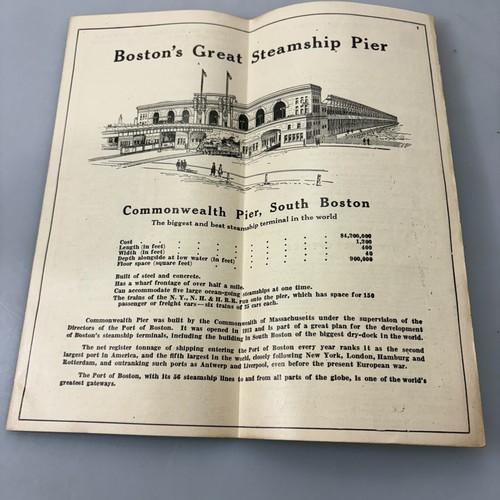 Boston's Great Steamship Pier
Commonwealth Pier, South Boston
The biggest and best steamship terminal in the world
Cost . . . . . . . . . . $4,200,000
Length (in feet) . . . . . . . . . . 1,200
Width (in feet) . . . . . . . . . . 400
Depth alongside at low water (in feet) . . . . . . . 40
Floor space (square feet) . . . . . . . . 900,000
Built of steel and concrete.
Has a wharf frontage of over half a mile.
Can accommodate five large ocean-going steamships at one time.
The trains of the N. Y., N. H. & H. R. R. run onto the pier, which has space for 150
passenger or freight cars — six trains of 25 cars each.
Commonwealth Pier was built by the Commonwealth of Massachusetts under the supervision of the
Directors of the Port of Boston. It was opened in 1913 and is part of a great plan for the development
of Boston's steamship terminals, including the building in South Boston of the biggest dry-dock in the world.
The net register tonnage of shipping entering the Port of Boston every year ranks it as the second
largest port in America, and the fifth largest in the world, closely following New York, London, Hamburg and
Rotterdam, and outranking such ports as Antwerp and Liverpool, even before the present European war.
The Port of Boston, with its 56 steamship lines to and from all parts of the globe, is one of the world's
greatest gateways.